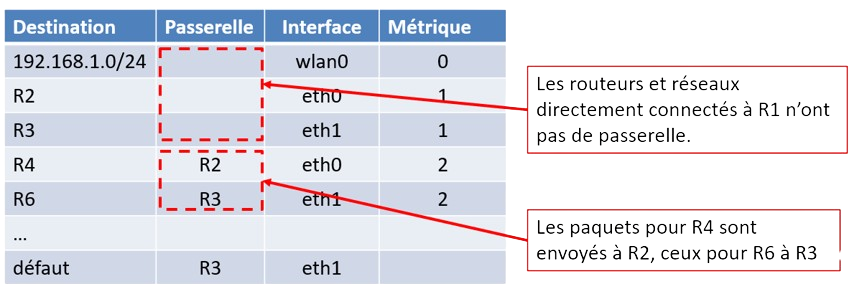 Destination Passerelle Interface Métrique
192.168.1.0/24 wlan0 0
R2 eth0 1
R3 eth1 1
R4 R2 eth0 2
R6 R3 eth1 2
...
défaut R3 eth1
Les routeurs et réseaux
directement connectés à R1 n’ont
pas de passerelle.
Les paquets pour R4 sont
envoyés à R2, ceux pour R6 à R3